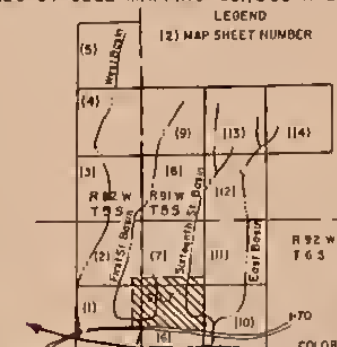 LEGEND
(2) MAP SHEET NUMBER
(5)
West Basin
(4)
(9)
(13)
(14)
(3)
(8)
(12)
R 92 W
T 5 S
R 91 W
T 5 S
First St. Basin
Sixteenth St. Basin
East Basin
R 92 W
T 6 S
(2)
(7)
(11)
(1)
(10)
I-70
(6)
COLOR